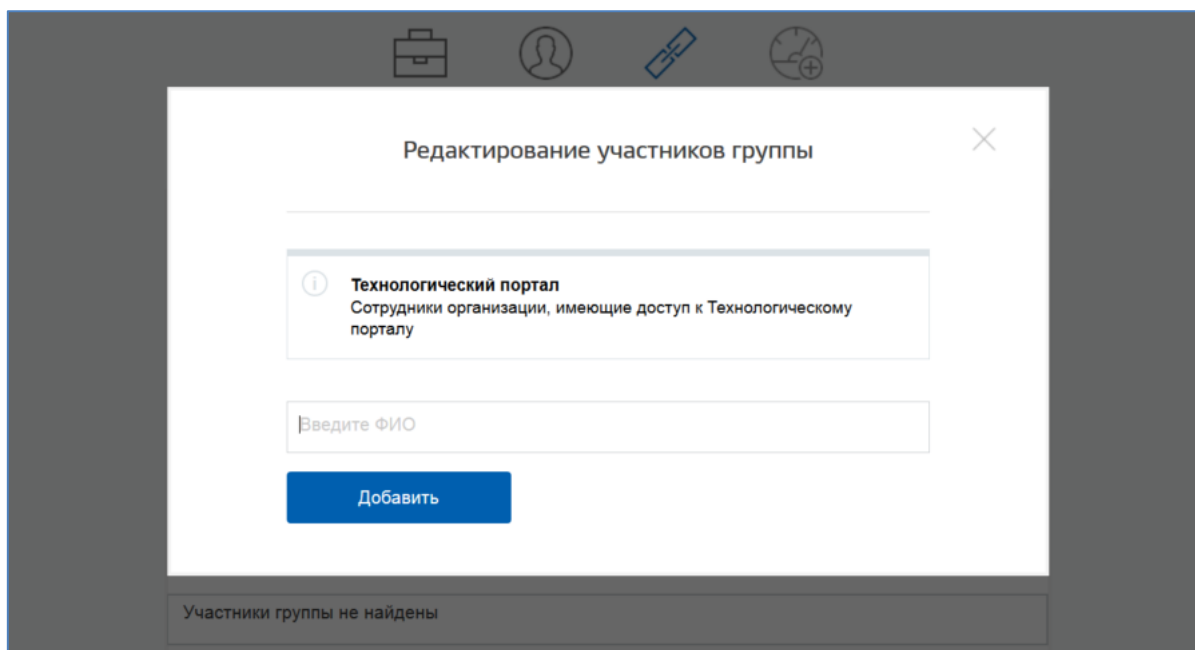 Редактирование участников группы
Технологический портал
Сотрудники организации, имеющие доступ к Технологическому
порталу
Введите ФИО
Добавить
Участники группы не найдены